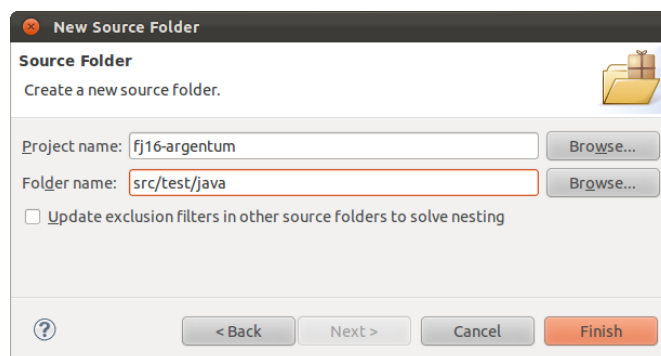 New Source Folder
Source Folder
Create a new source folder.
Project name: fj16-argentum Browse...
Folder name: src/test/java Browse...
Update exclusion filters in other source folders to solve nesting
? < Back Next > Cancel Finish